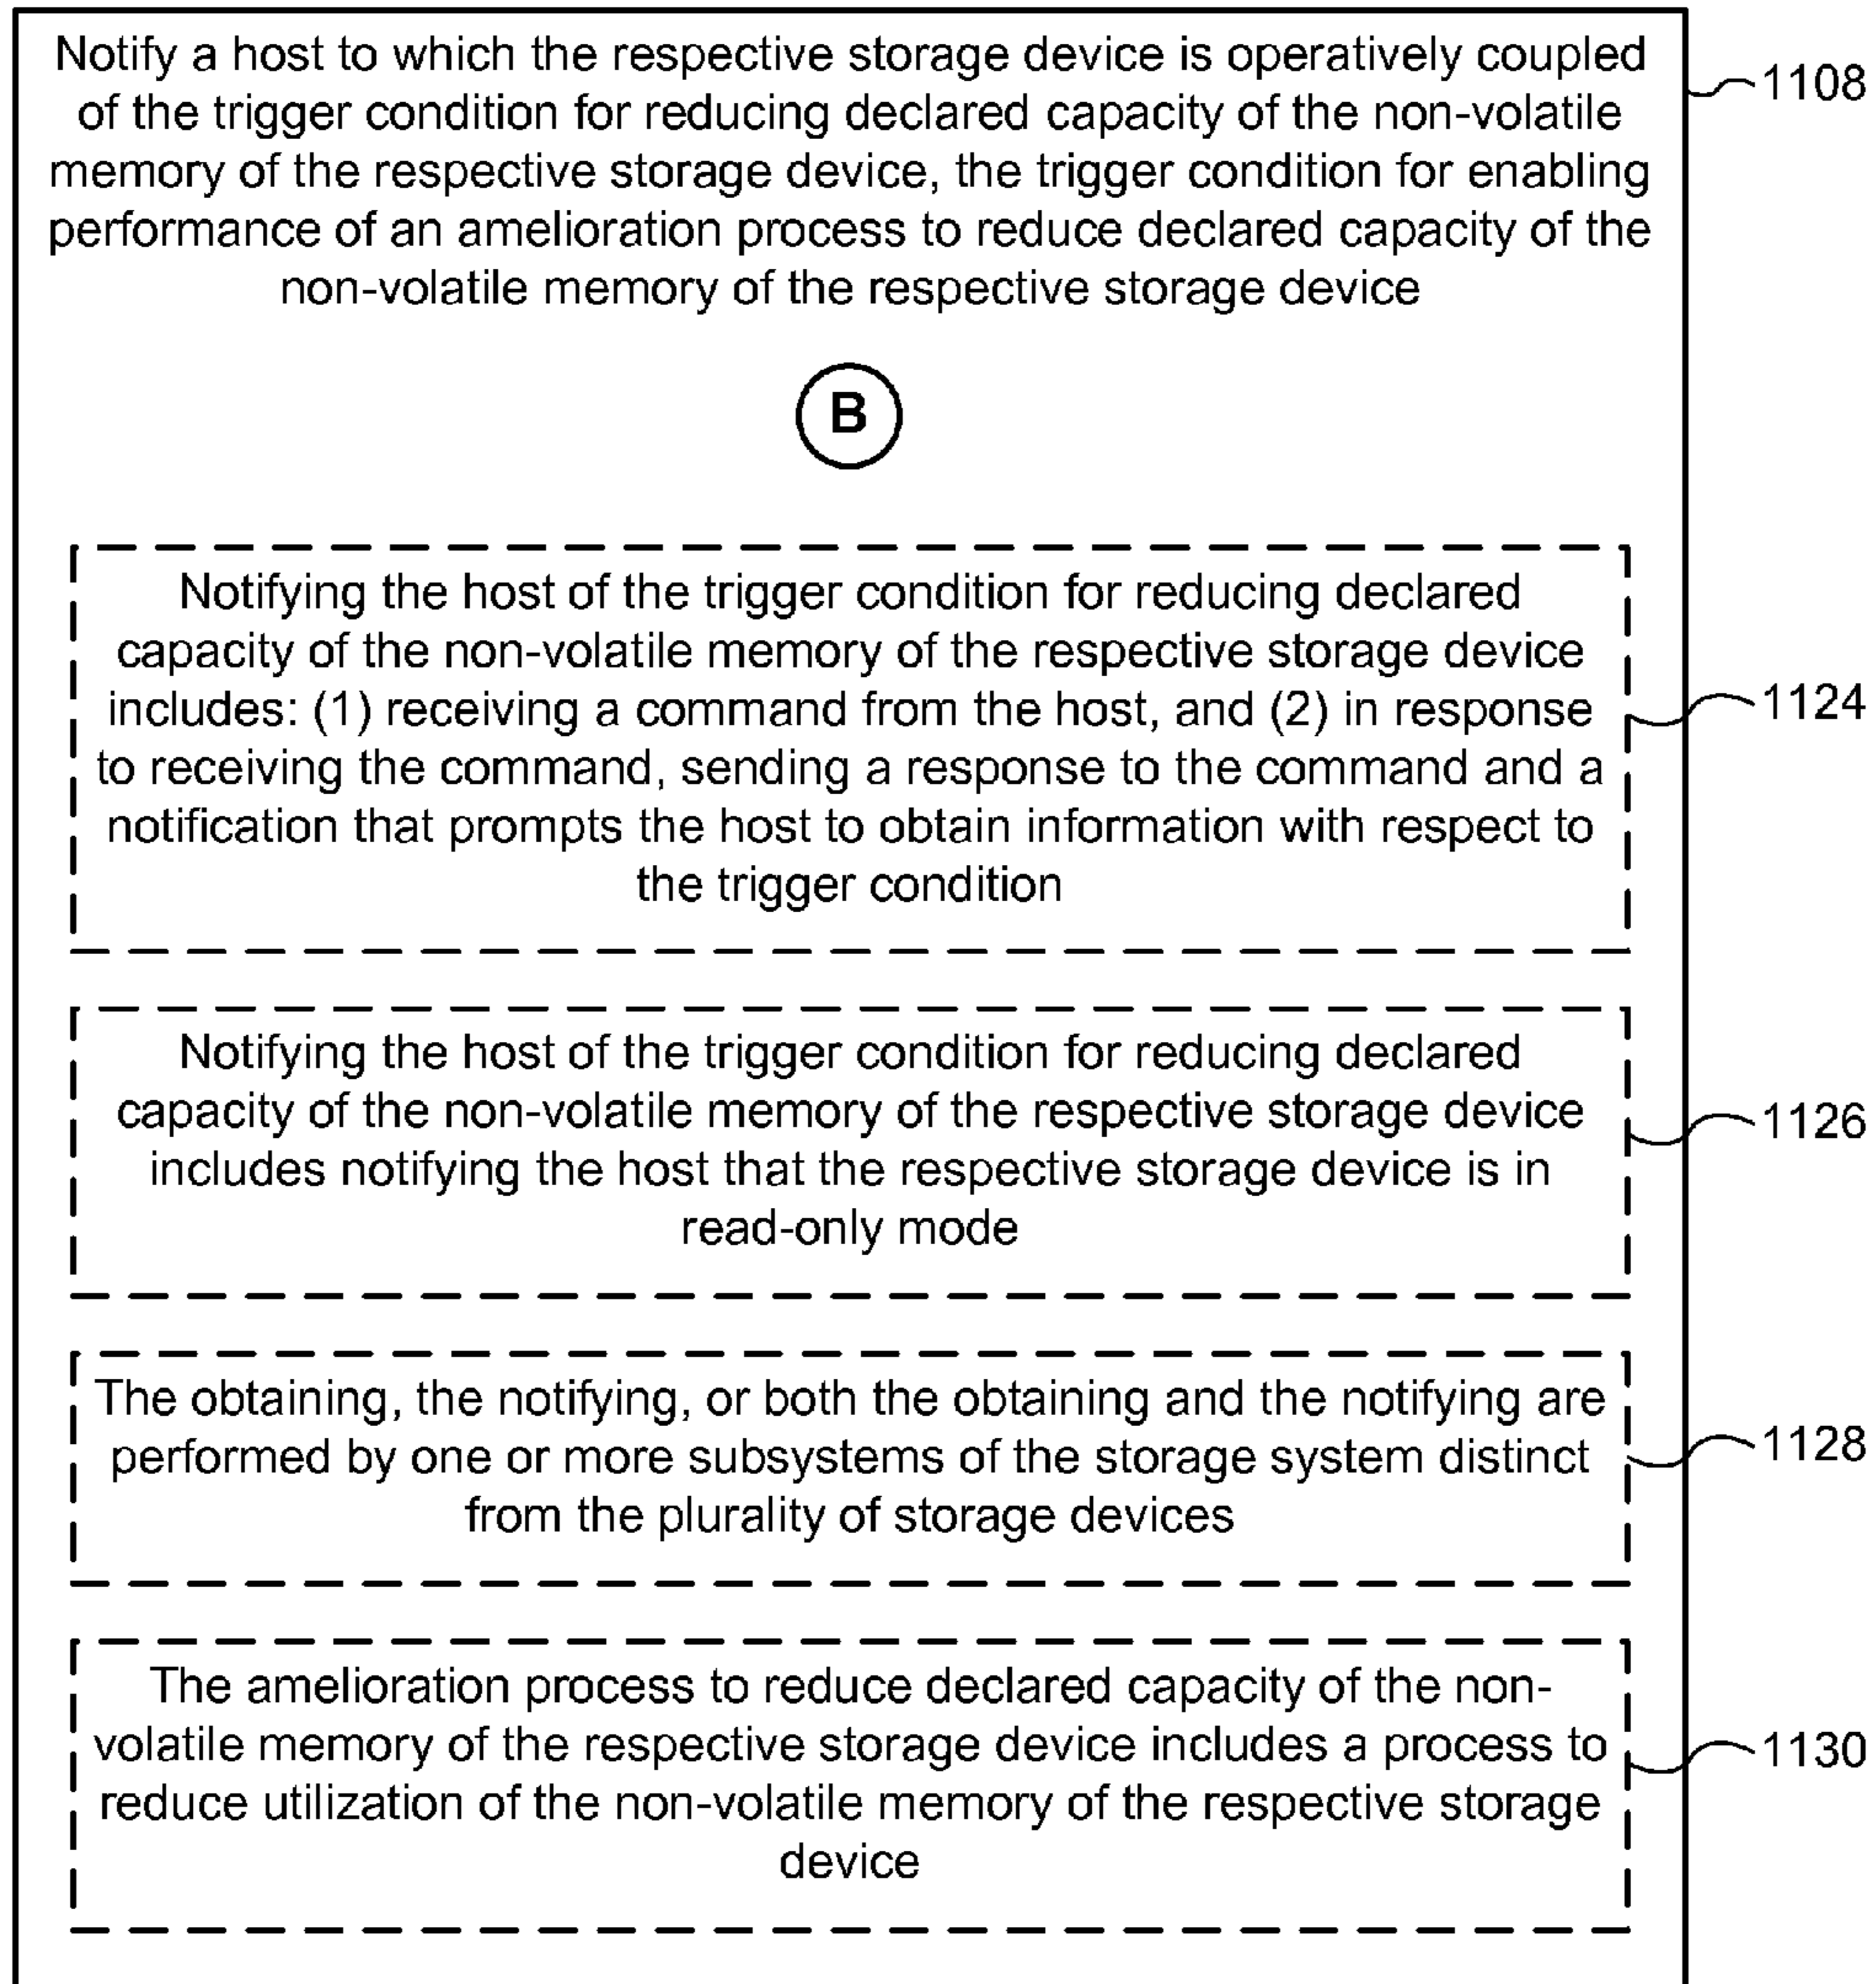 Notify a host to which the respective storage device is operatively coupled
of the trigger condition for reducing declared capacity of the non-volatile
memory of the respective storage device, the trigger condition for enabling
performance of an amelioration process to reduce declared capacity of the
non-volatile memory of the respective storage device
1108
B
Notifying the host of the trigger condition for reducing declared
capacity of the non-volatile memory of the respective storage device
includes: (1) receiving a command from the host, and (2) in response
to receiving the command, sending a response to the command and a
notification that prompts the host to obtain information with respect to
the trigger condition
1124
Notifying the host of the trigger condition for reducing declared
capacity of the non-volatile memory of the respective storage device
includes notifying the host that the respective storage device is in
read-only mode
1126
The obtaining, the notifying, or both the obtaining and the notifying are
performed by one or more subsystems of the storage system distinct
from the plurality of storage devices
1128
The amelioration process to reduce declared capacity of the non-
volatile memory of the respective storage device includes a process to
reduce utilization of the non-volatile memory of the respective storage
device
1130